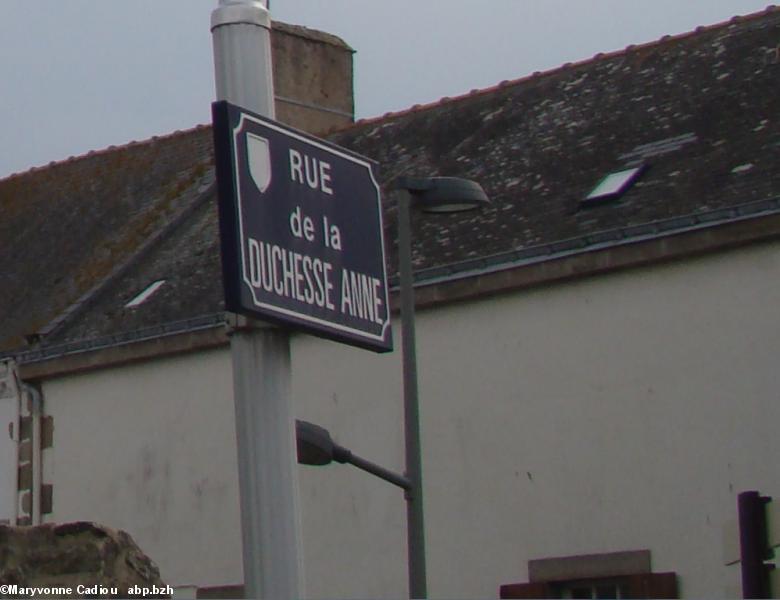 RUE
de la
DUCHESSE ANNE
©Maryvonne Cadiou abp.bzh